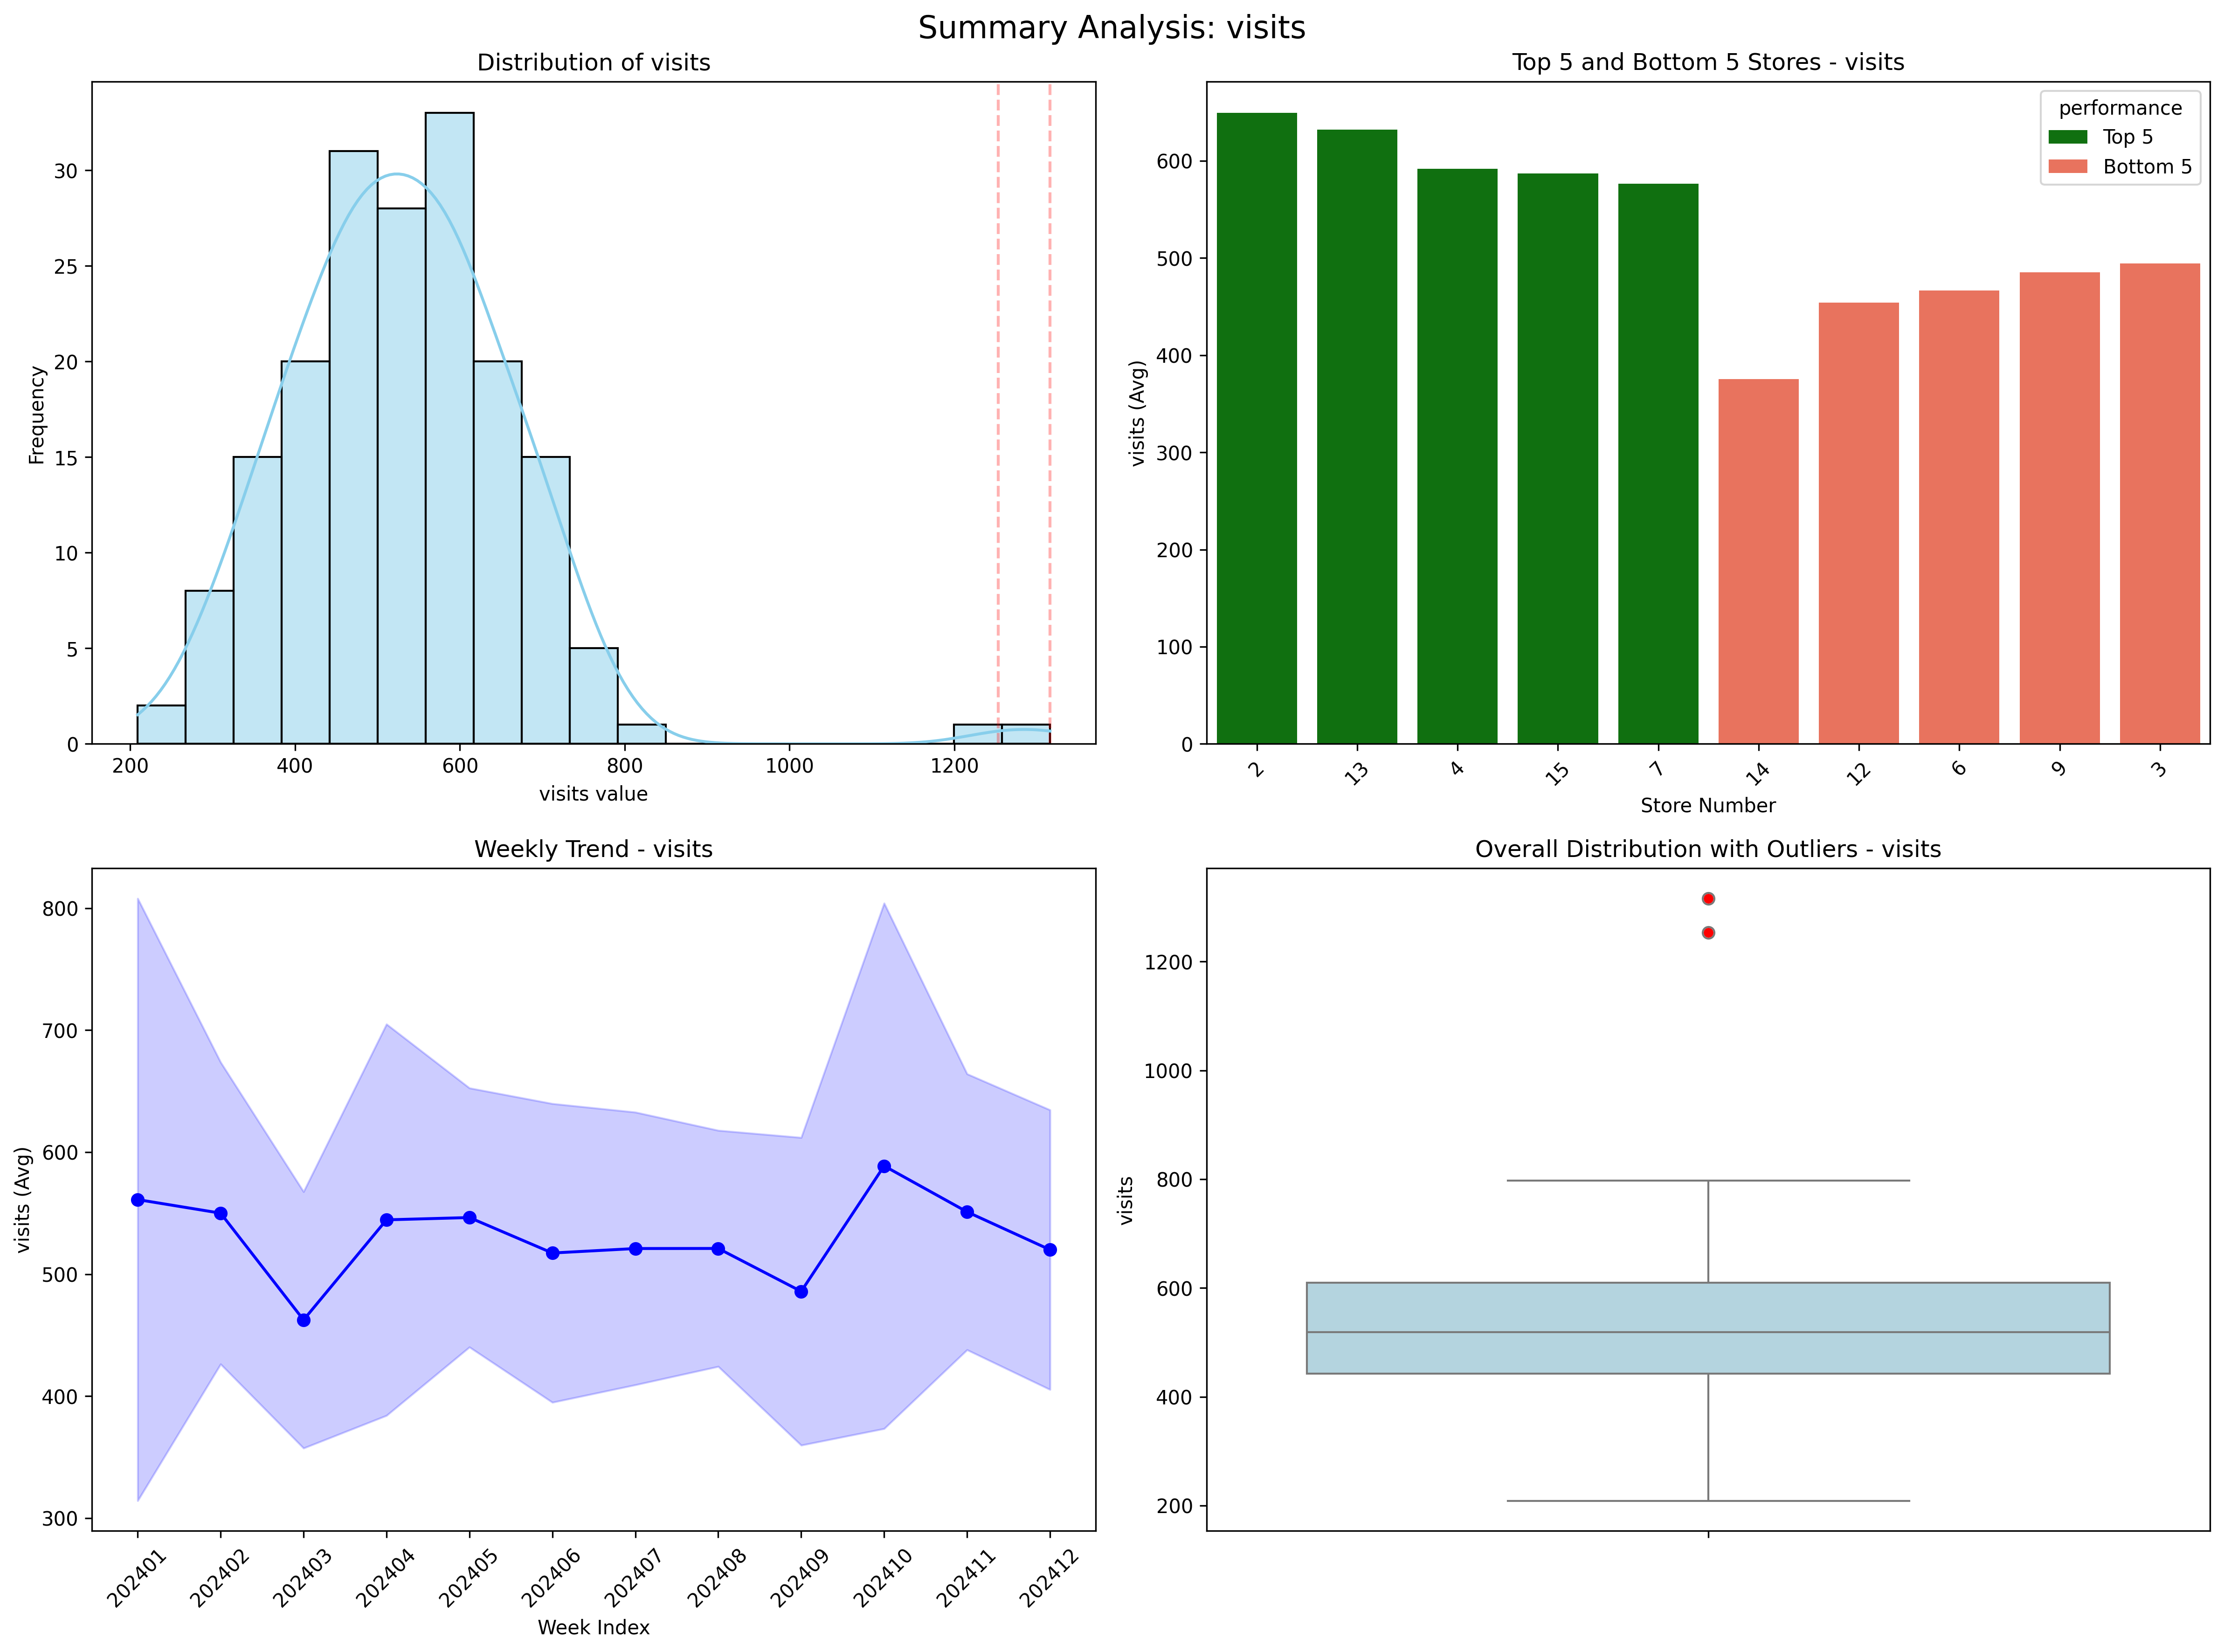 Summary Analysis: visits
Distribution of visits
Frequency
30
25
20
15
10
5
0
200 400 600 800 1000 1200
visits value
Top 5 and Bottom 5 Stores - visits
performance
Top 5
Bottom 5
visits (Avg)
600
500
400
300
200
100
0
2 13 4 15 7 14 12 6 9 3
Store Number
Weekly Trend - visits
visits (Avg)
800
700
600
500
400
300
202401 202402 202403 202404 202405 202406 202407 202408 202409 202410 202411 202412
Week Index
Overall Distribution with Outliers - visits
visits
1200
1000
800
600
400
200